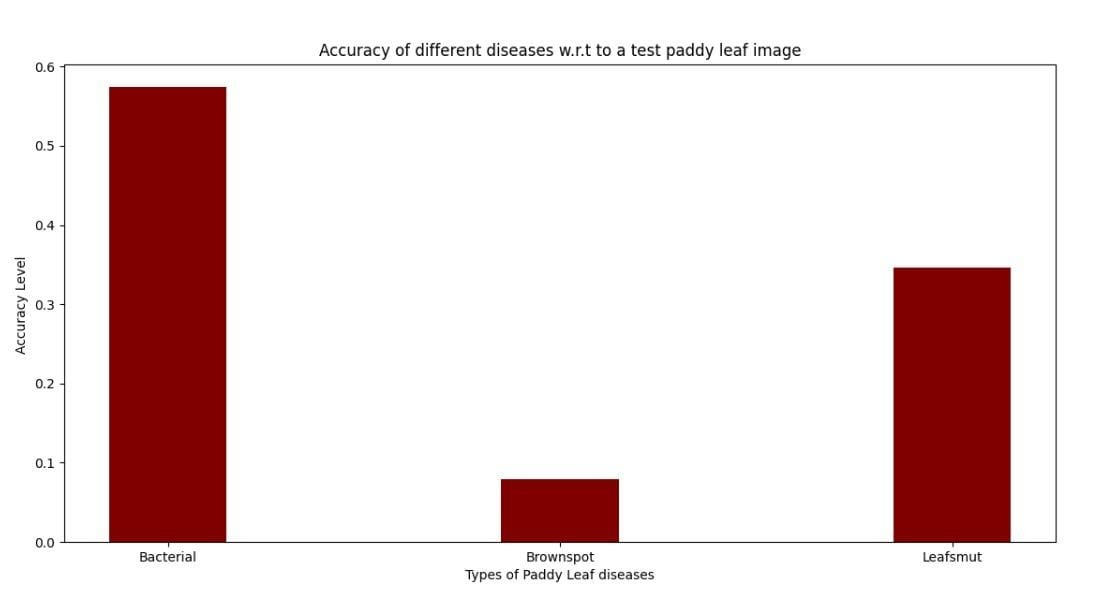 Accuracy of different diseases w.r.t to a test paddy leaf image
0.6
0.5
0.4
0.3
0.2
0.1
0.0
Accuracy Level
Bacterial Brownspot Leafsmut
Types of Paddy Leaf diseases